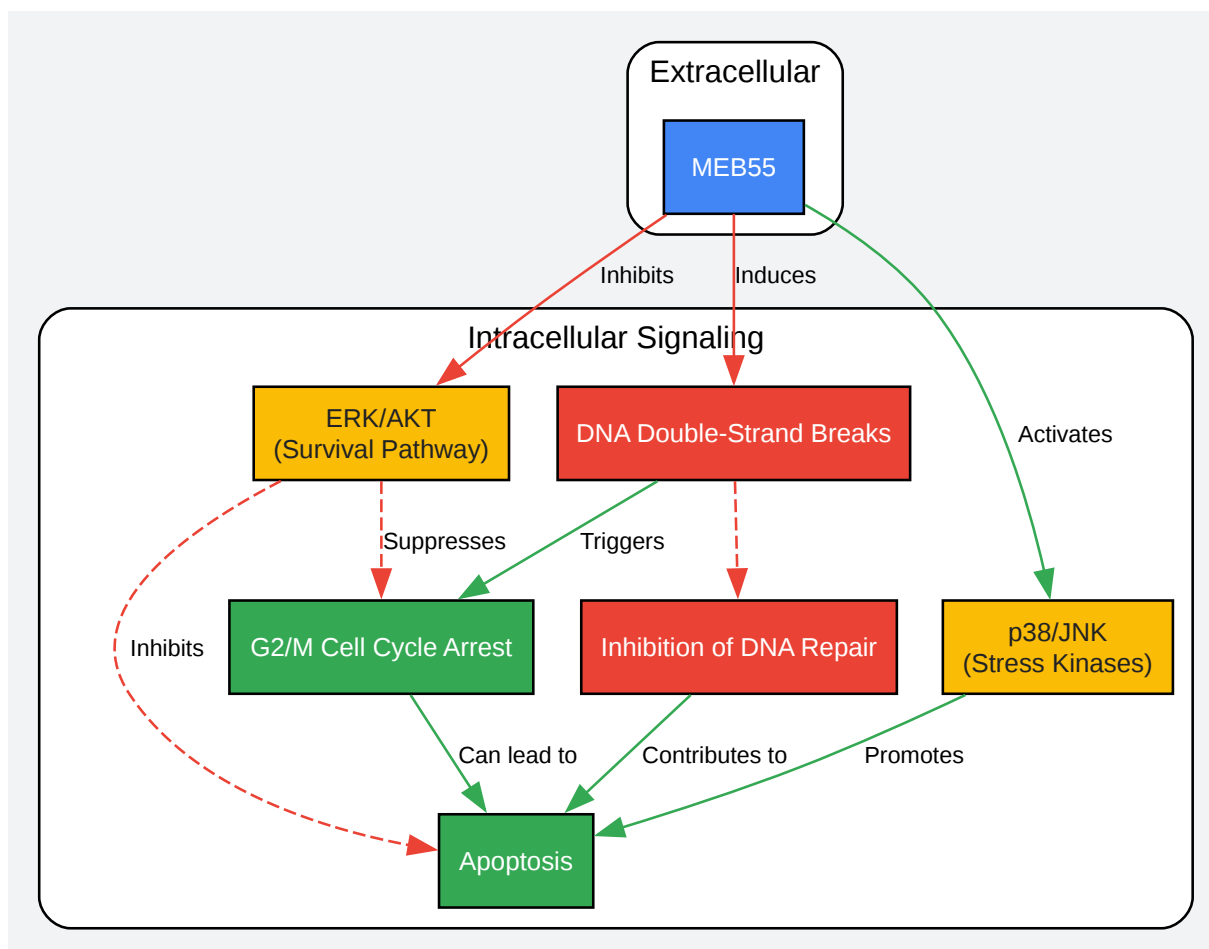 Extracellular
MEB55
Inhibits
Induces
Intracellular Signaling
ERK/AKT
(Survival Pathway)
DNA Double-Strand Breaks
Activates
Suppresses
Triggers
Inhibits
G2/M Cell Cycle Arrest
Inhibition of DNA Repair
p38/JNK
(Stress Kinases)
Can lead to
Contributes to
Promotes
Apoptosis